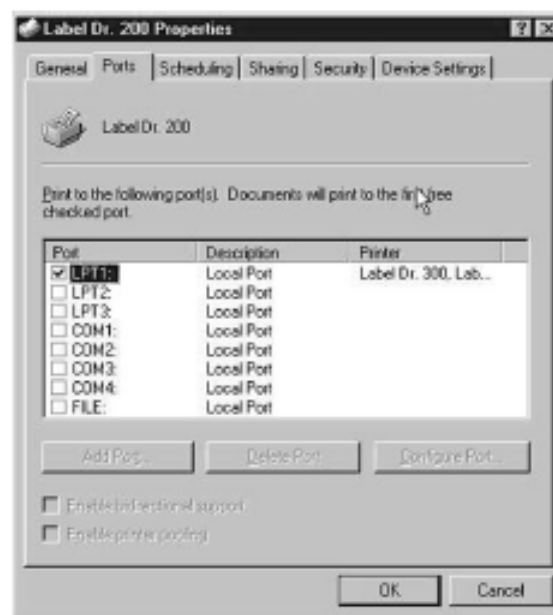 Label Dr. 200 Properties
General Ports Scheduling Sharing Security Device Settings
Label Dr. 200
Print to the following port(s). Documents will print to the first free
checked port.
Port Description Printer
LPT1: Local Port Label Dr. 300, Lab...
LPT2: Local Port
LPT3: Local Port
COM1: Local Port
COM2: Local Port
COM3: Local Port
COM4: Local Port
FILE: Local Port
Add Port... Delete Port Configure Port...
Enable bidirectional support
Enable printer pooling
OK Cancel